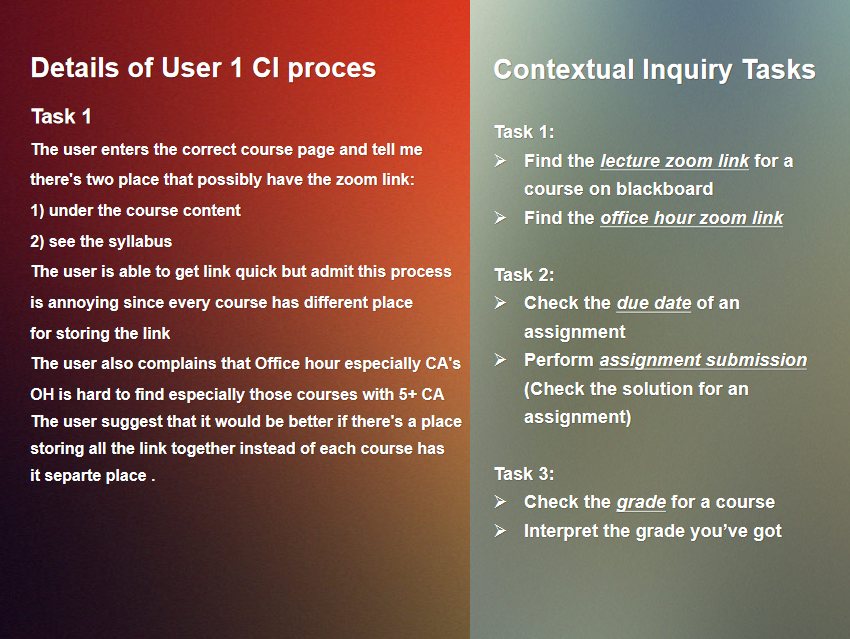 Details of User 1 CI proces
Task 1
The user enters the correct course page and tell me
there's two place that possibly have the zoom link:
1) under the course content
2) see the syllabus
The user is able to get link quick but admit this process
is annoying since every course has different place
for storing the link
The user also complains that Office hour especially CA's
OH is hard to find especially those courses with 5+ CA
The user suggest that it would be better if there's a place
storing all the link together instead of each course has
it separte place .
Contextual Inquiry Tasks
Task 1:
➢ Find the lecture zoom link for a
course on blackboard
➢ Find the office hour zoom link
Task 2:
➢ Check the due date of an
assignment
➢ Perform assignment submission
(Check the solution for an
assignment)
Task 3:
➢ Check the grade for a course
➢ Interpret the grade you’ve got